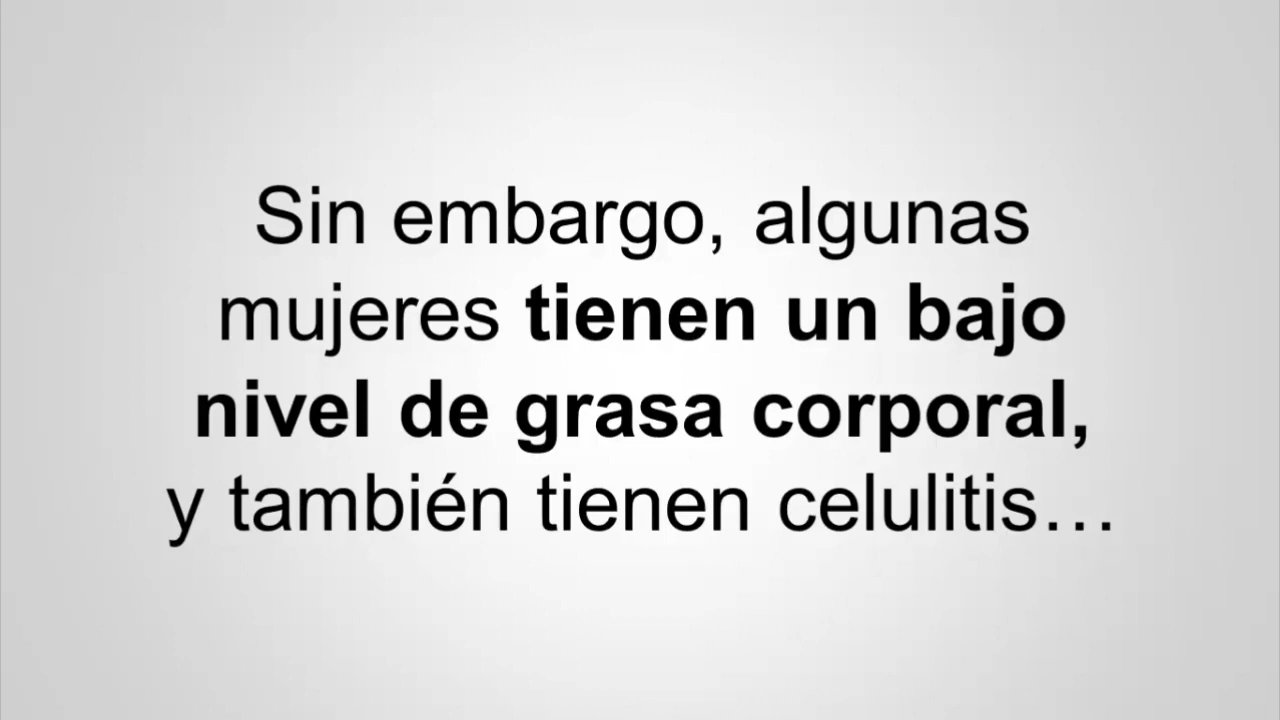 Sin embargo, algunas
mujeres tienen un bajo
nivel de grasa corporal,
y también tienen celulitis…